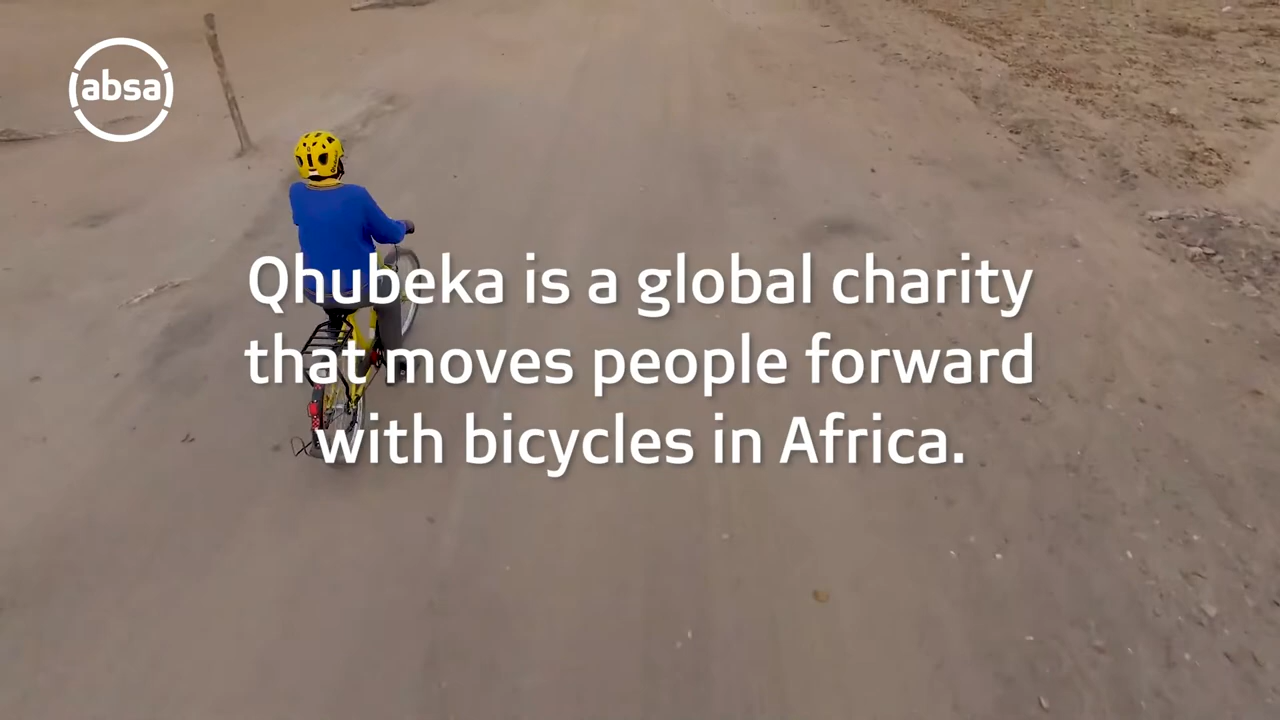 absa
Qhubeka is a global charity
that moves people forward
with bicycles in Africa.